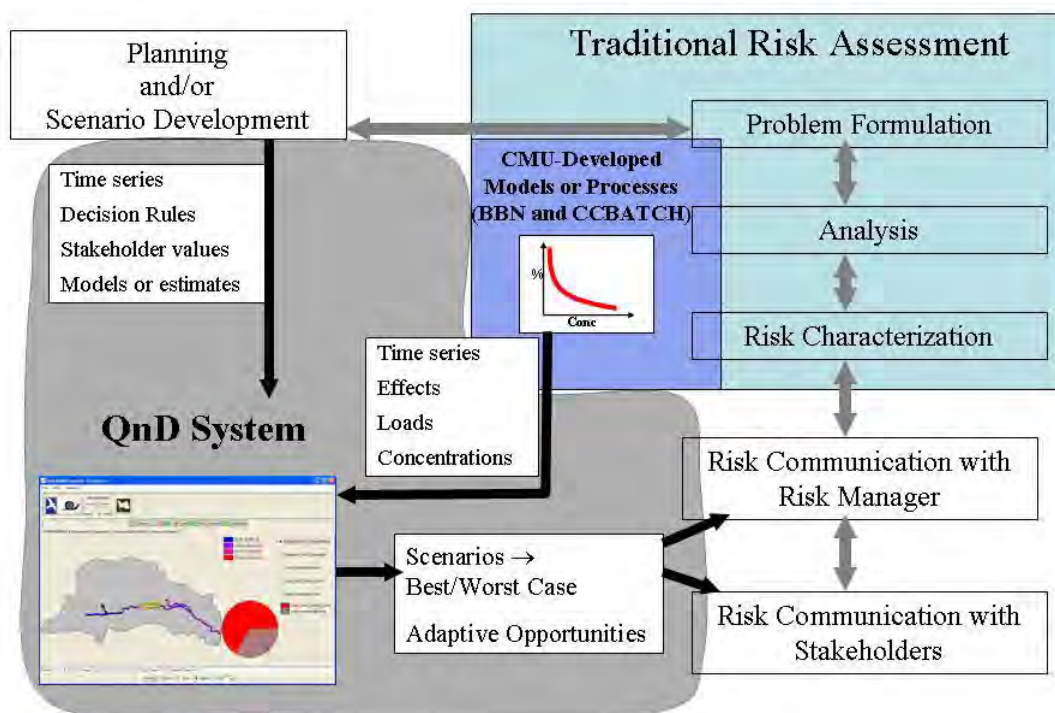 Planning
and/or
Scenario Development
Traditional Risk Assessment
Problem Formulation
CMU-Developed
Models or Processes
(BBN and CCBATCH)
Time series
Decision Rules
Stakeholder values
Models or estimates
Analysis
%
Conc
Risk Characterization
Time series
Effects
Loads
Concentrations
QnD System
Risk Communication with
Risk Manager
Scenarios →
Best/Worst Case
Adaptive Opportunities
Risk Communication with
Stakeholders